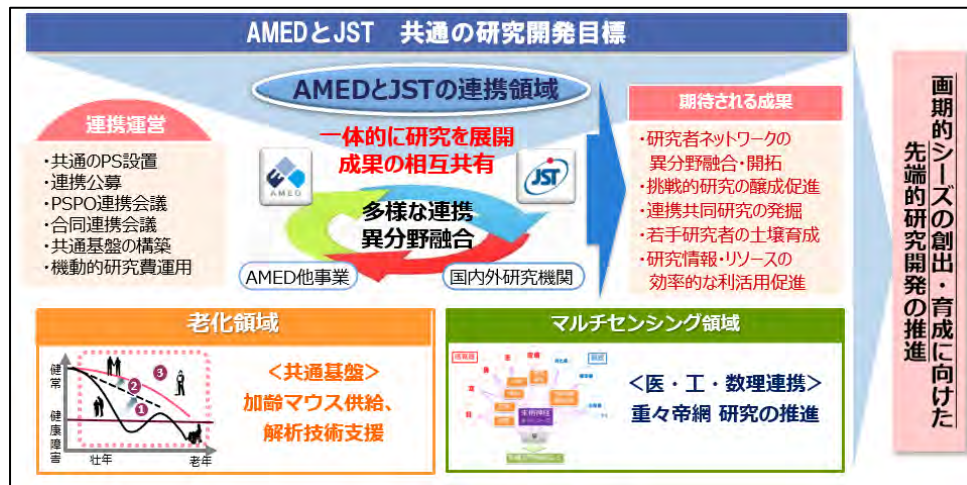 AMEDとJST 共通の研究開発目標
AMEDとJSTの連携領域
連携運営
・共通のPS設置
・連携公募
・PSPO連携会議
・合同連携会議
・共通基盤の構築
・機動的研究費運用
一体的に研究を展開
成果の相互共有
AMED
JST
多様な連携
異分野融合
AMED他事業
国内外研究機関
期待される成果
・研究者ネットワークの
異分野融合・開拓
・挑戦的研究の醸成促進
・連携共同研究の発掘
・若手研究者の土壌育成
・研究情報・リソースの
効率的な利活用促進
画期的シーズの創出・育成に向けた
先端的研究開発の推進
老化領域
健常
健康障害
壮年
老年
1
2
3
<共通基盤>
加齢マウス供給、
解析技術支援
マルチセンシング領域
<医・工・数理連携>
重々帝網 研究の推進